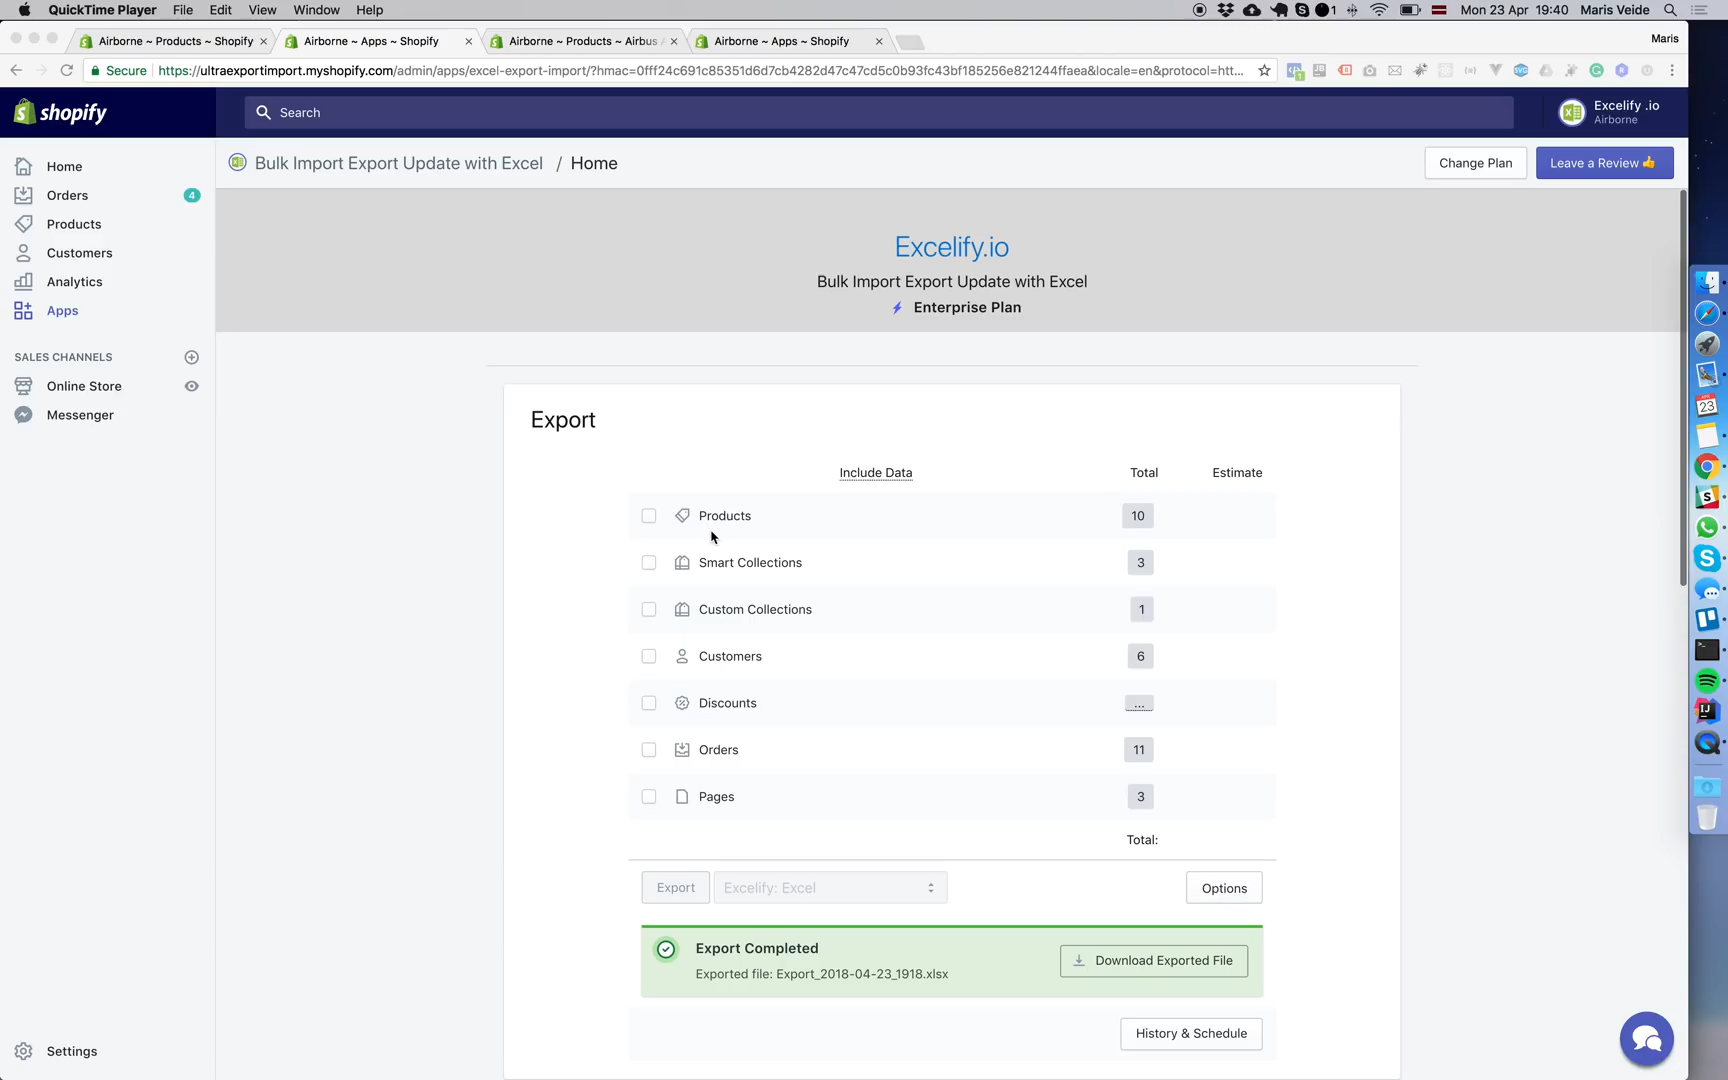 QuickTime Player File Edit View Window Help
1 Mon 23 Apr 19:40 Maris Veide
Airborne ~ Products ~ Shopify
Airborne ~ Apps ~ Shopify
Airborne ~ Products ~ Airbus
Airborne ~ Apps ~ Shopify
Maris
Secure https://ultraexportimport.myshopify.com/admin/apps/excel-export-import/?hmac=0fff24c691c85351d6d7cb4282d47c47cd5c0b93fc43bf185256e821244ffaea&locale=en&protocol=htt...
shopify
Search
Excelify .io
Airborne
Bulk Import Export Update with Excel / Home
Change Plan
Leave a Review 👍
Home
Orders 4
Products
Customers
Analytics
Apps
SALES CHANNELS
Online Store
Messenger
Settings
Excelify.io
Bulk Import Export Update with Excel
Enterprise Plan
Export
Include Data Total Estimate
Products 10
Smart Collections 3
Custom Collections 1
Customers 6
Discounts ...
Orders 11
Pages 3
Total:
Export Excelify: Excel Options
Export Completed
Exported file: Export_2018-04-23_1918.xlsx
Download Exported File
History & Schedule